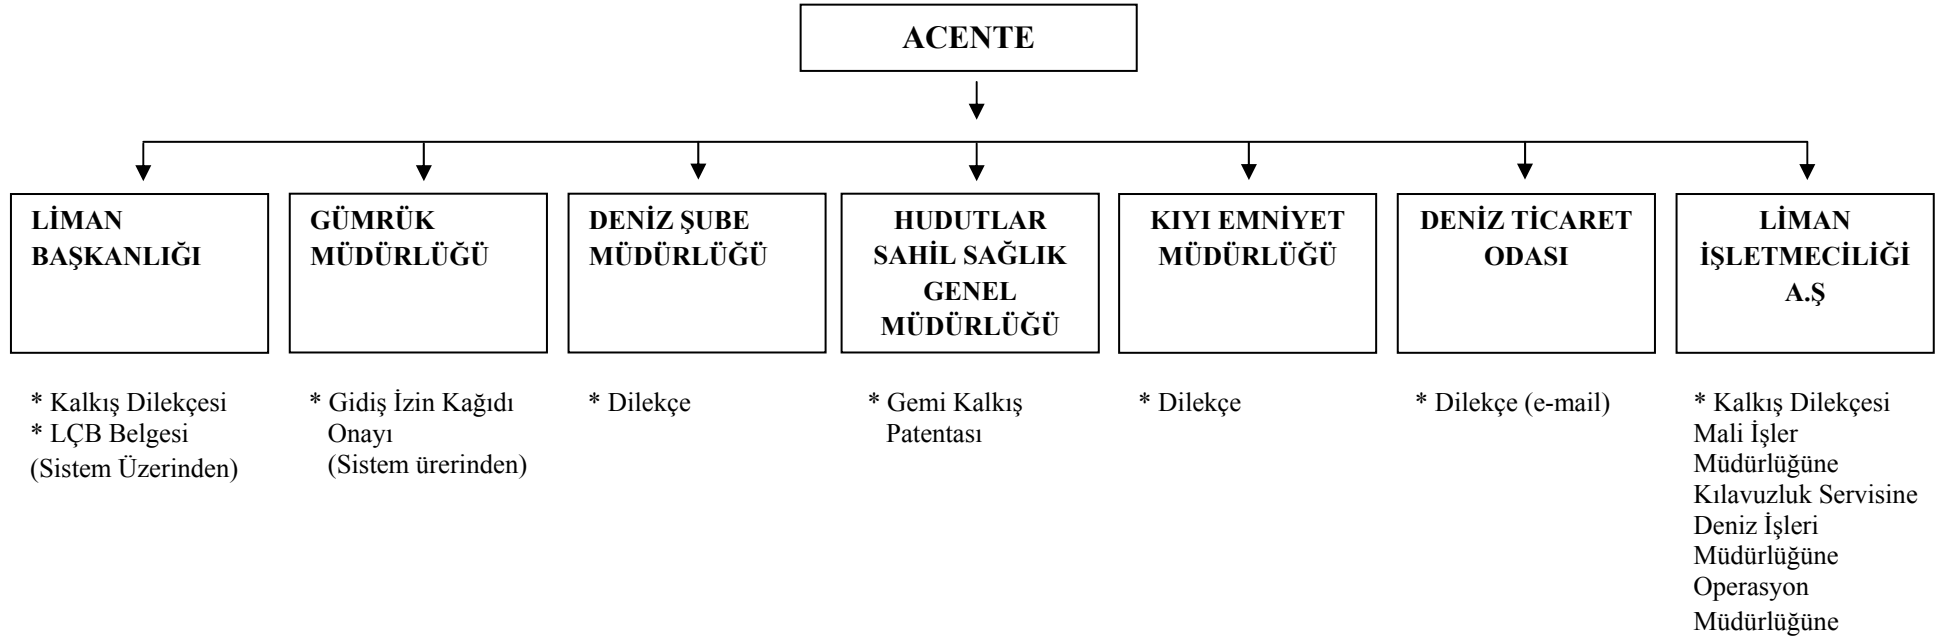 ACENTE
LİMAN
BAŞKANLIĞI
GÜMRÜK
MÜDÜRLÜĞÜ
DENİZ ŞUBE
MÜDÜRLÜĞÜ
HUDUTLAR
SAHİL SAĞLIK
GENEL
MÜDÜRLÜĞÜ
KIYI EMNİYET
MÜDÜRLÜĞÜ
DENİZ TİCARET
ODASI
LİMAN
İŞLETMECİLİĞİ
A.Ş
* Kalkış Dilekçesi
* LÇB Belgesi
(Sistem Üzerinden)
* Gidiş İzin Kağıdı
Onayı
(Sistem ürerinden)
* Dilekçe
* Gemi Kalkış
Patentası
* Dilekçe
* Dilekçe (e-mail)
* Kalkış Dilekçesi
Mali İşler
Müdürlüğüne
Kılavuzluk Servisine
Deniz İşleri
Müdürlüğüne
Operasyon
Müdürlüğüne